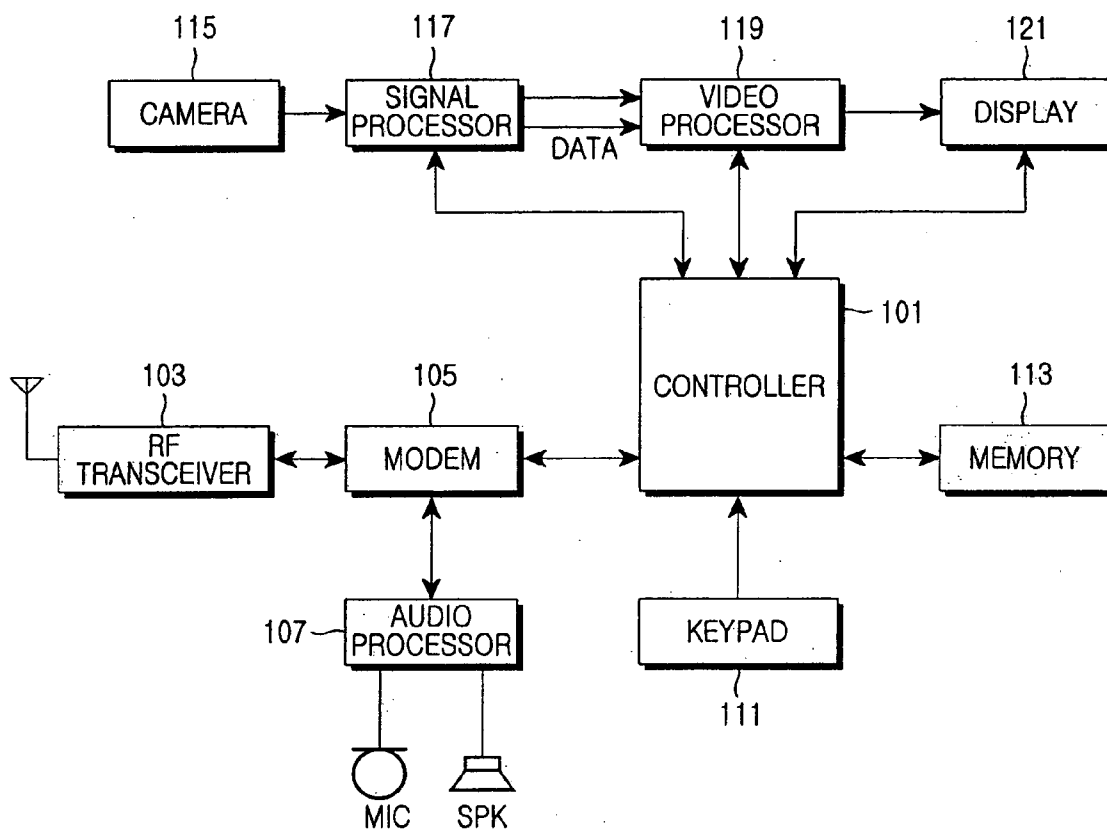 115
117
119
121
CAMERA
SIGNAL
PROCESSOR
DATA
VIDEO
PROCESSOR
DISPLAY
101
CONTROLLER
103
105
113
RF
TRANSCEIVER
MODEM
MEMORY
107
AUDIO
PROCESSOR
KEYPAD
111
MIC
SPK